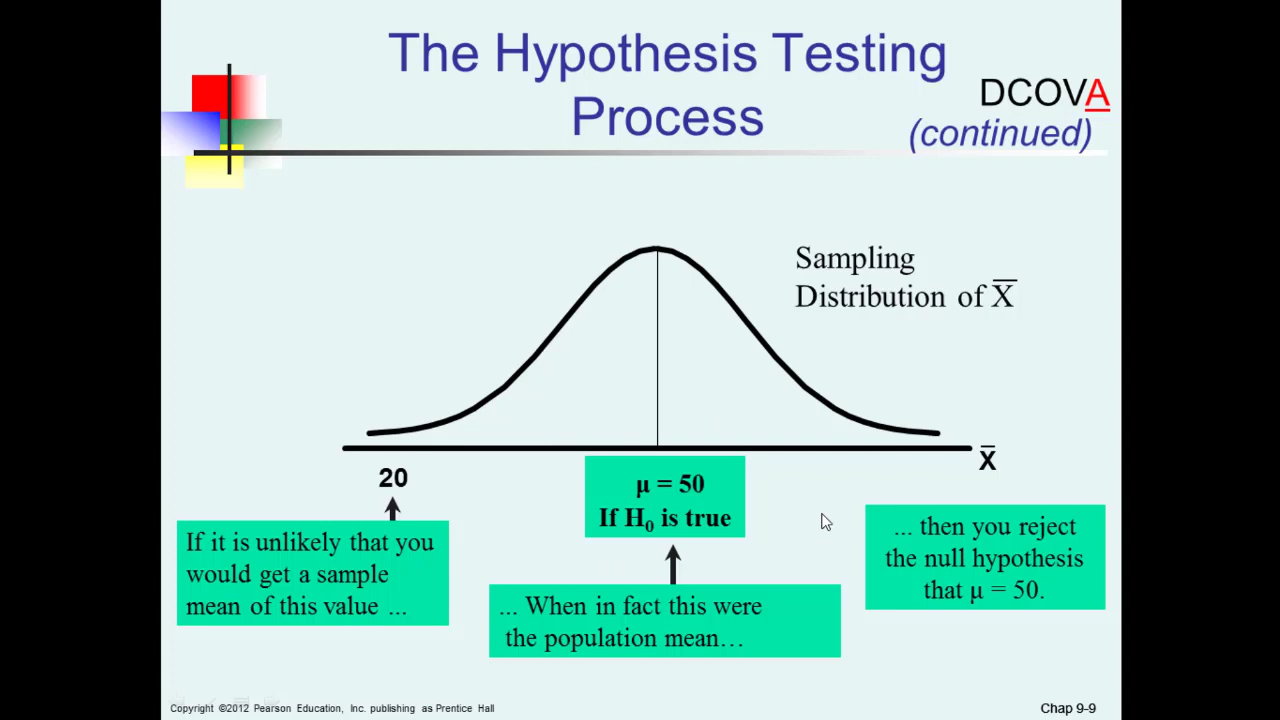 The Hypothesis Testing
Process
DCOVA
(continued)
Sampling
Distribution of X̅
X̅
20
μ = 50
If H₀ is true
If it is unlikely that you
would get a sample
mean of this value ...
... When in fact this were
the population mean…
... then you reject
the null hypothesis
that μ = 50.
Copyright ©2012 Pearson Education, Inc. publishing as Prentice Hall
Chap 9-9